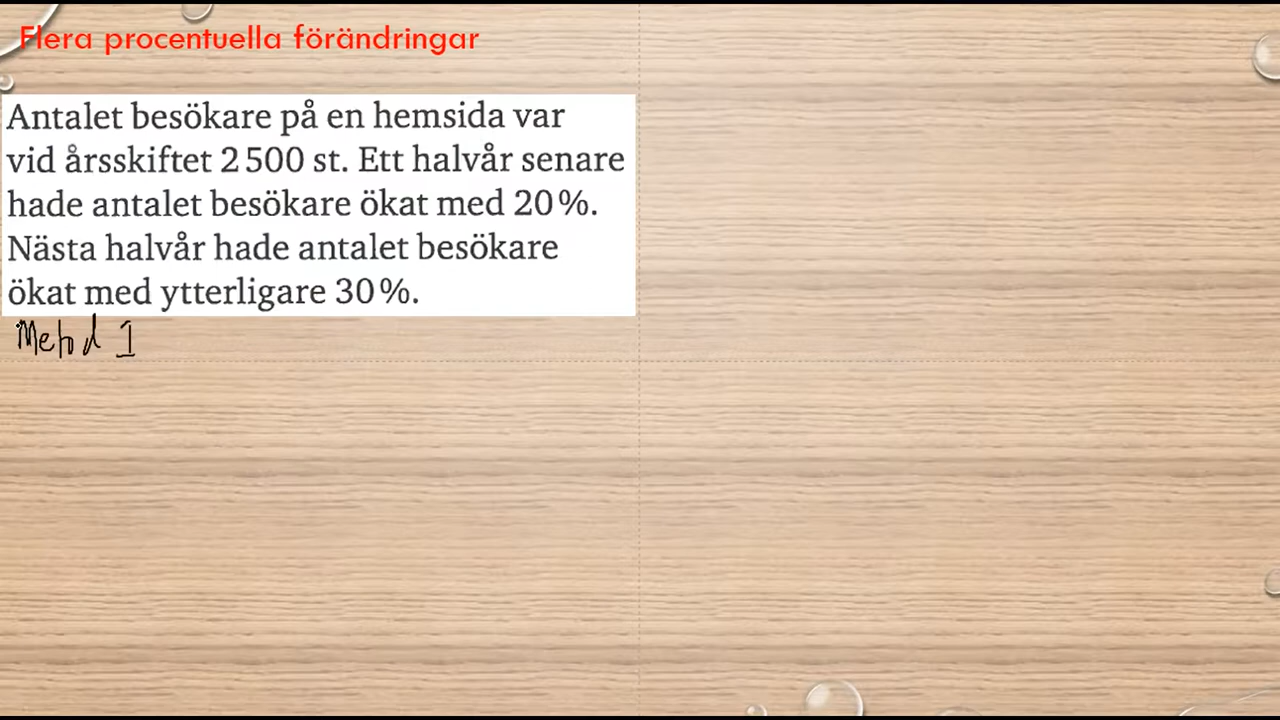 Flera procentuella förändringar
Antalet besökare på en hemsida var
vid årsskiftet 2 500 st. Ett halvår senare
hade antalet besökare ökat med 20 %.
Nästa halvår hade antalet besökare
ökat med ytterligare 30 %.
Metod 1